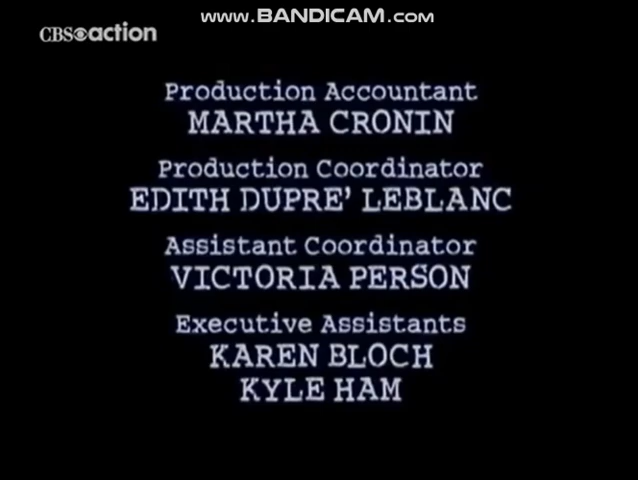 www.BANDICAM.com
CBS action
Production Accountant
MARTHA CRONIN
Production Coordinator
EDITH DUPRE' LEBLANC
Assistant Coordinator
VICTORIA PERSON
Executive Assistants
KAREN BLOCH
KYLE HAM